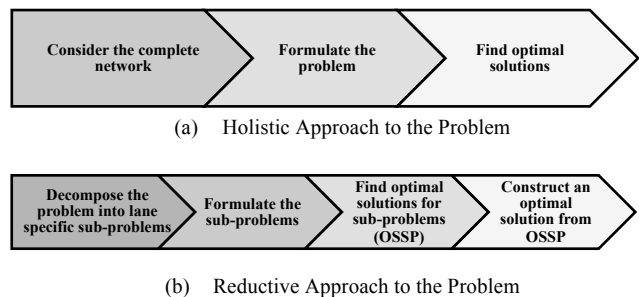 Consider the complete
network
Formulate the
problem
Find optimal
solutions
(a) Holistic Approach to the Problem
Decompose the
problem into lane
specific sub-problems
Formulate the
sub-problems
Find optimal
solutions for
sub-problems
(OSSP)
Construct an
optimal
solution from
OSSP
(b) Reductive Approach to the Problem